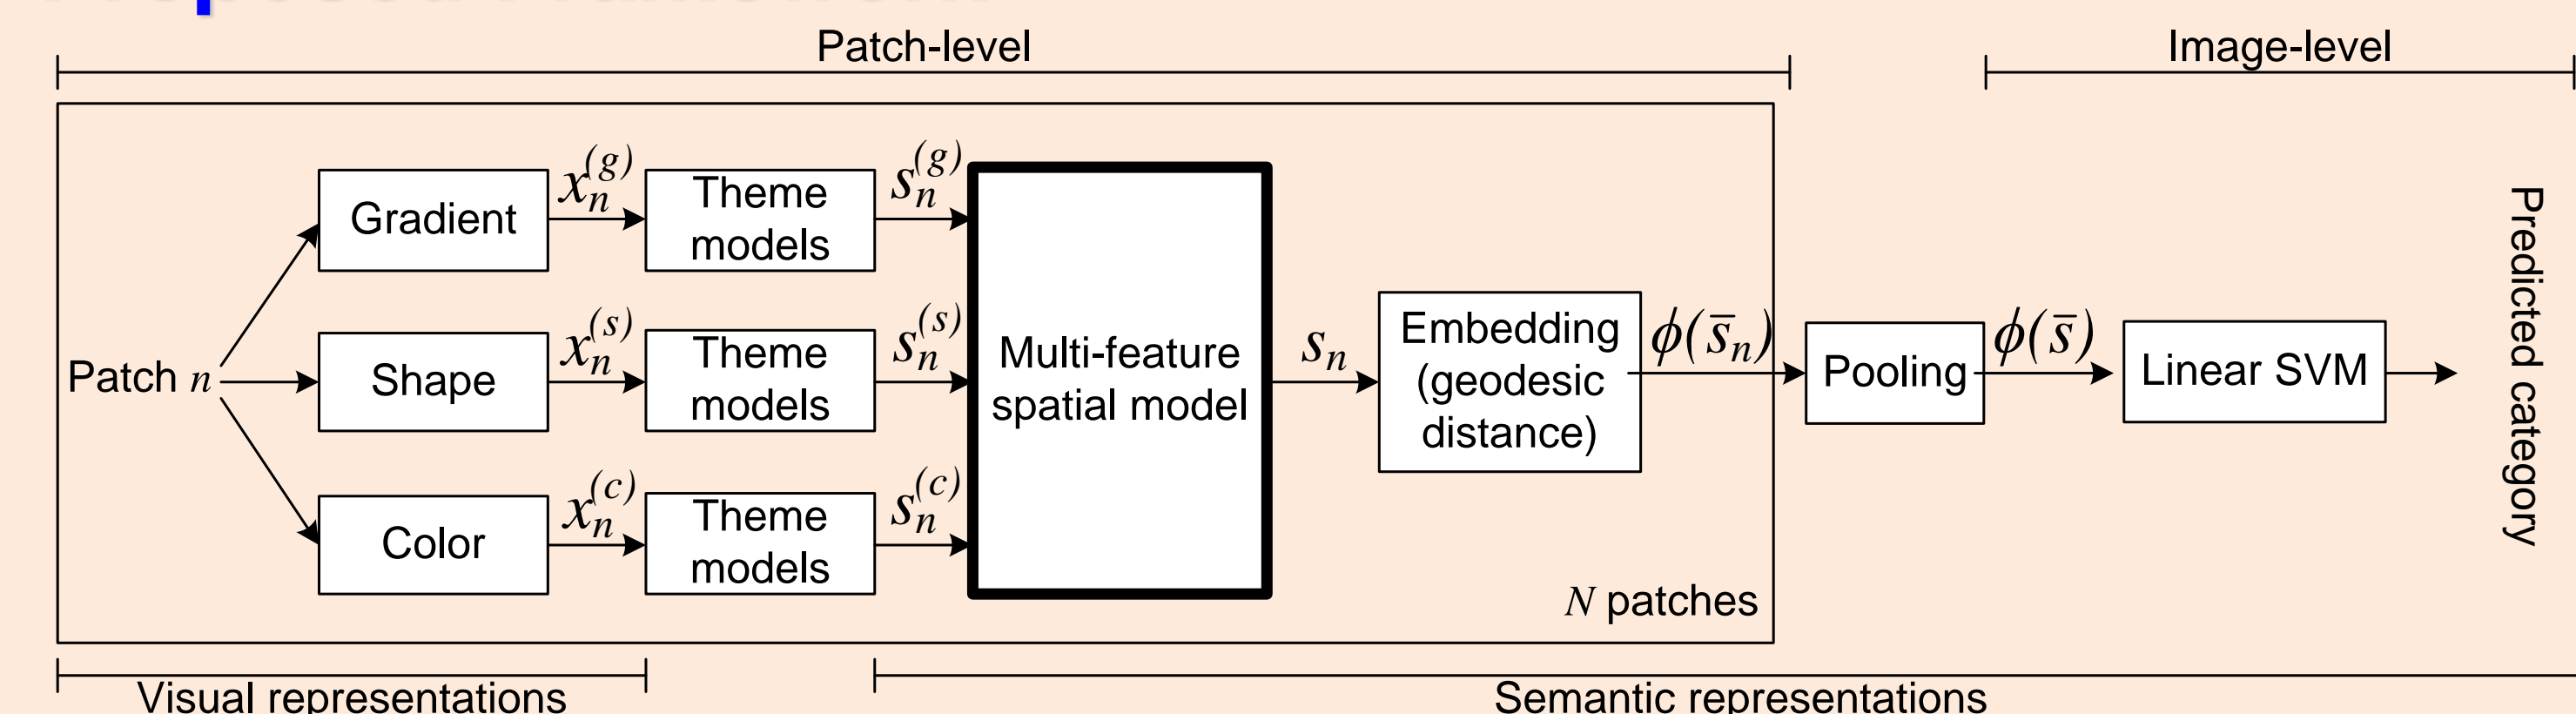 Patch-level
Image-level
Patch n
Gradient
Shape
Color
x_n^(g)
x_n^(s)
x_n^(c)
Theme
models
Theme
models
Theme
models
s_n^(g)
s_n^(s)
s_n^(c)
Multi-feature
spatial model
s_n
Embedding
(geodesic
distance)
ϕ(s̄_n)
N patches
Pooling
ϕ(s̄)
Linear SVM
Predicted category
Visual representations
Semantic representations